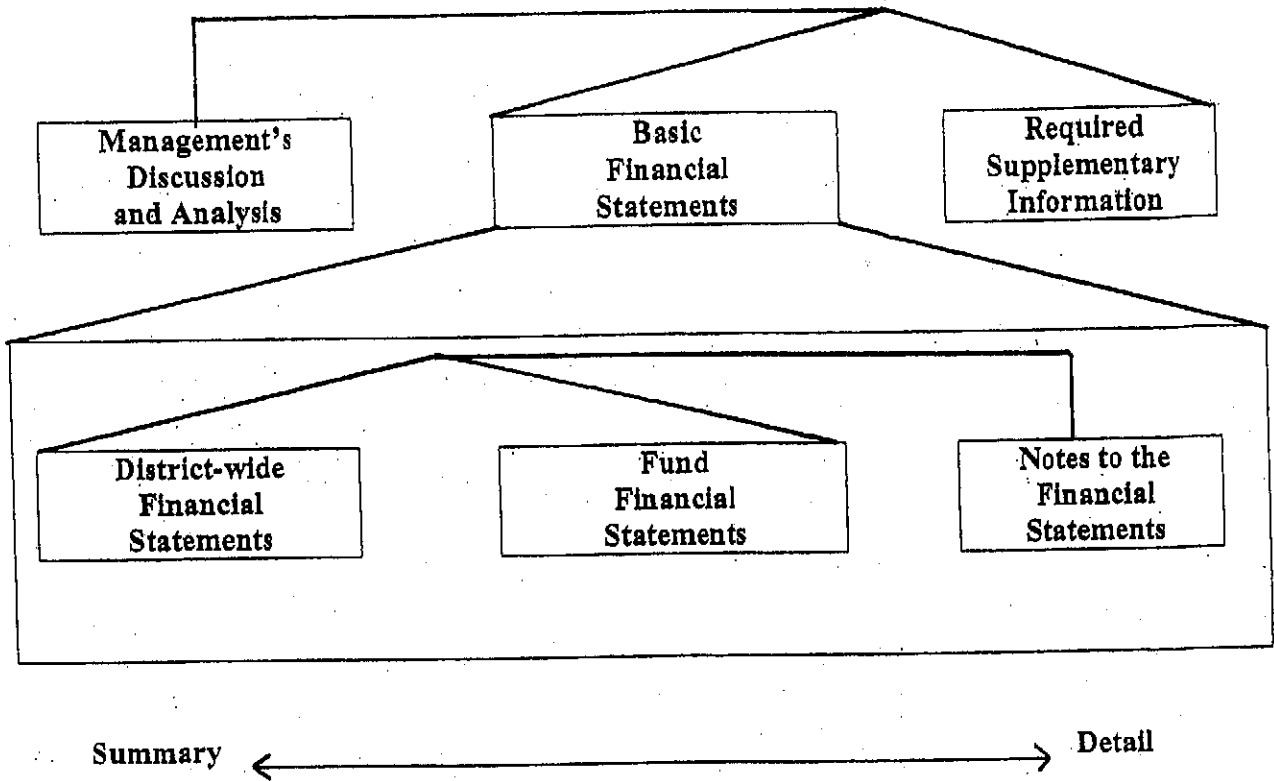 Management's
Discussion
and Analysis
Basic
Financial
Statements
Required
Supplementary
Information
District-wide
Financial
Statements
Fund
Financial
Statements
Notes to the
Financial
Statements
Summary
Detail